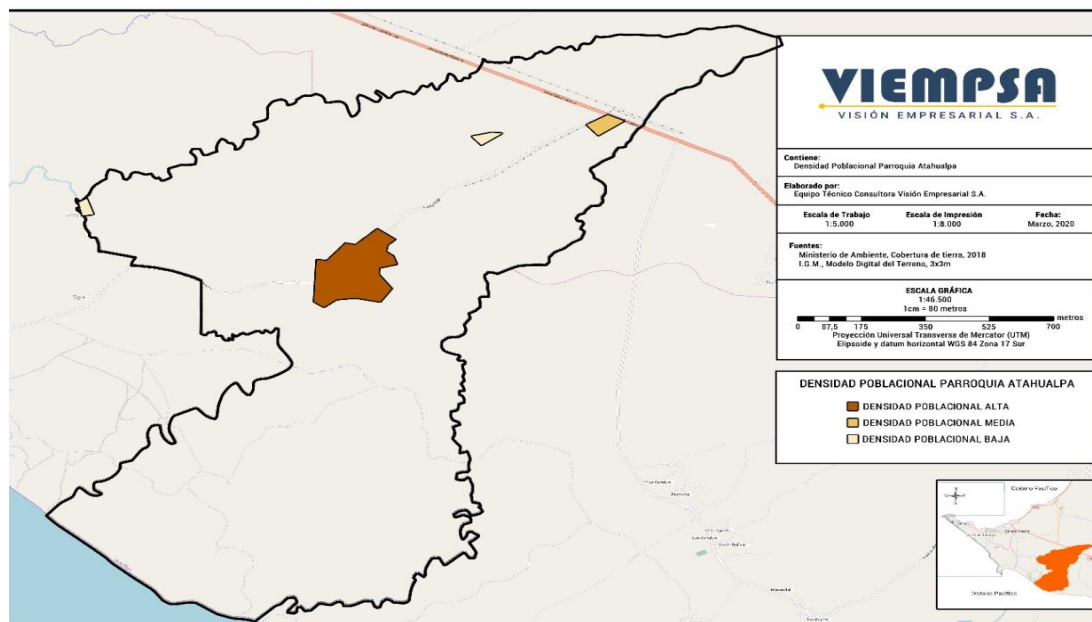 VIEMPSA
VISIÓN EMPRESARIAL S.A.
Contiene:
Densidad Poblacional Parroquia Atahualpa
Elaborado por:
Equipo Técnico Consultora Visión Empresarial S.A.
Escala de Trabajo Escala de Impresión Fecha:
1:5.000 1:8.000 Marzo, 2020
Fuentes:
Ministerio de Ambiente, Cobertura de tierra, 2018
I.G.M., Modelo Digital del Terreno, 3x3m
ESCALA GRÁFICA
1:46.500
1cm = 80 metros
metros
0 87,5 175 350 525 700
Proyección Universal Transversa de Mercator (UTM)
Elipsoide y datum horizontal WGS 84 Zona 17 Sur
DENSIDAD POBLACIONAL PARROQUIA ATAHUALPA
DENSIDAD POBLACIONAL ALTA
DENSIDAD POBLACIONAL MEDIA
DENSIDAD POBLACIONAL BAJA
Océano Pacífico
Océano Pacífico